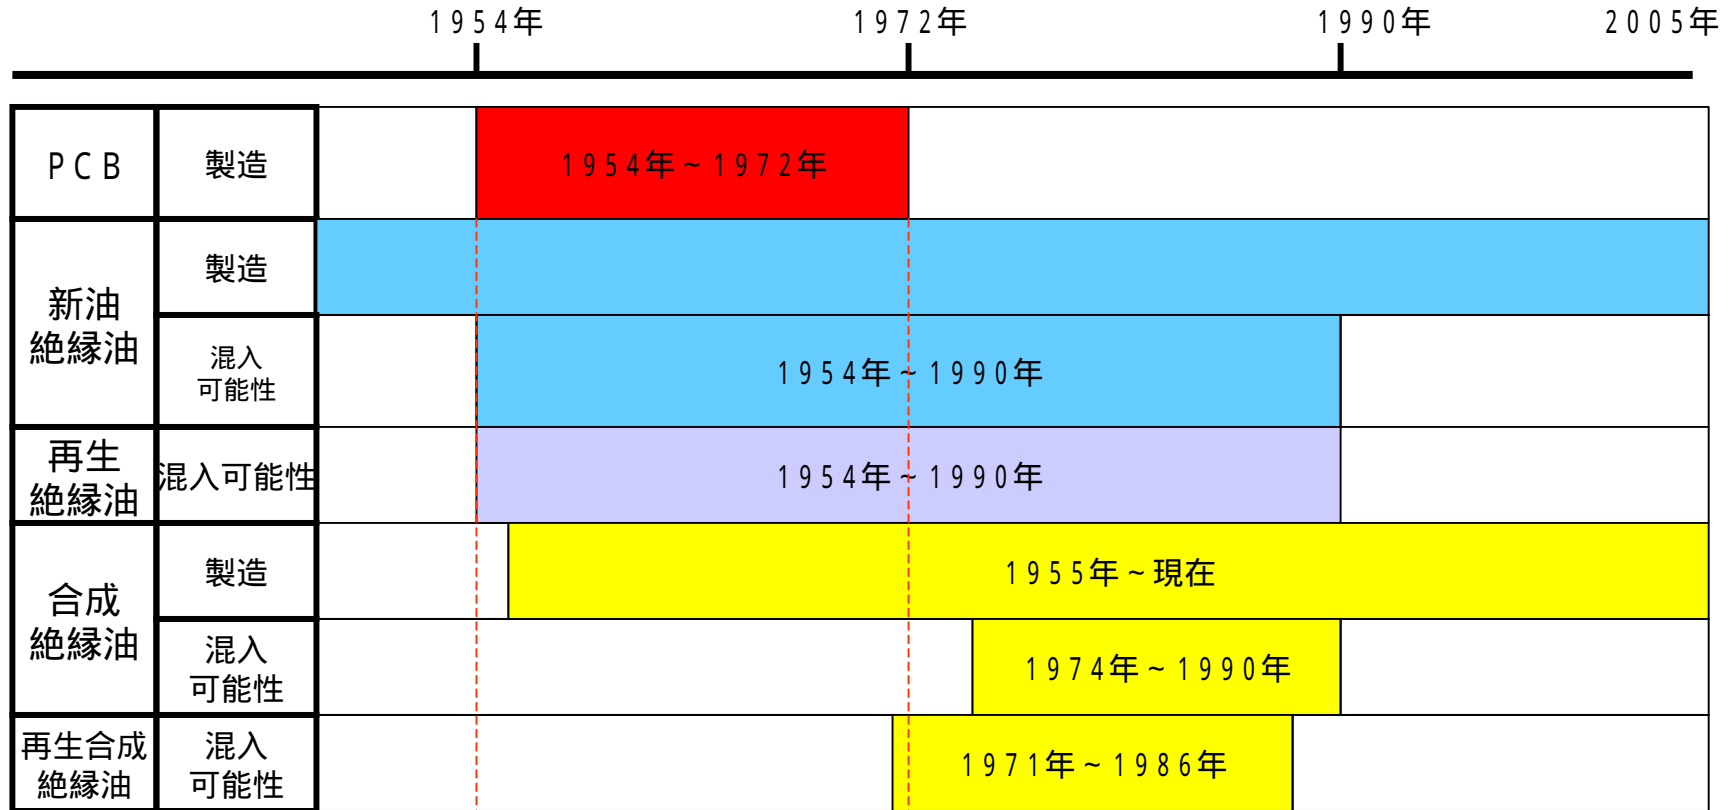 1954年 1972年 1990年 2005年
PCB 製造 1954年~1972年
新油
絶縁油
製造
混入
可能性
1954年~1990年
再生
絶縁油
混入可能性 1954年~1990年
合成
絶縁油
製造 1955年~現在
混入
可能性
1974年~1990年
再生合成
絶縁油
混入
可能性
1971年~1986年